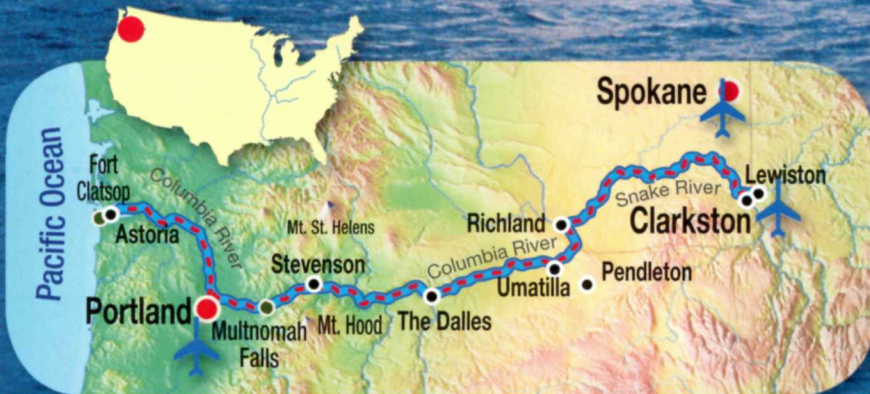 Spokane
Pacific Ocean
Fort
Clatsop
Columbia River
Lewiston
Snake River
Astoria
Mt. St. Helens
Richland
Clarkston
Columbia River
Stevenson
Umatilla
Pendleton
Portland
Multnomah
Falls
Mt. Hood
The Dalles